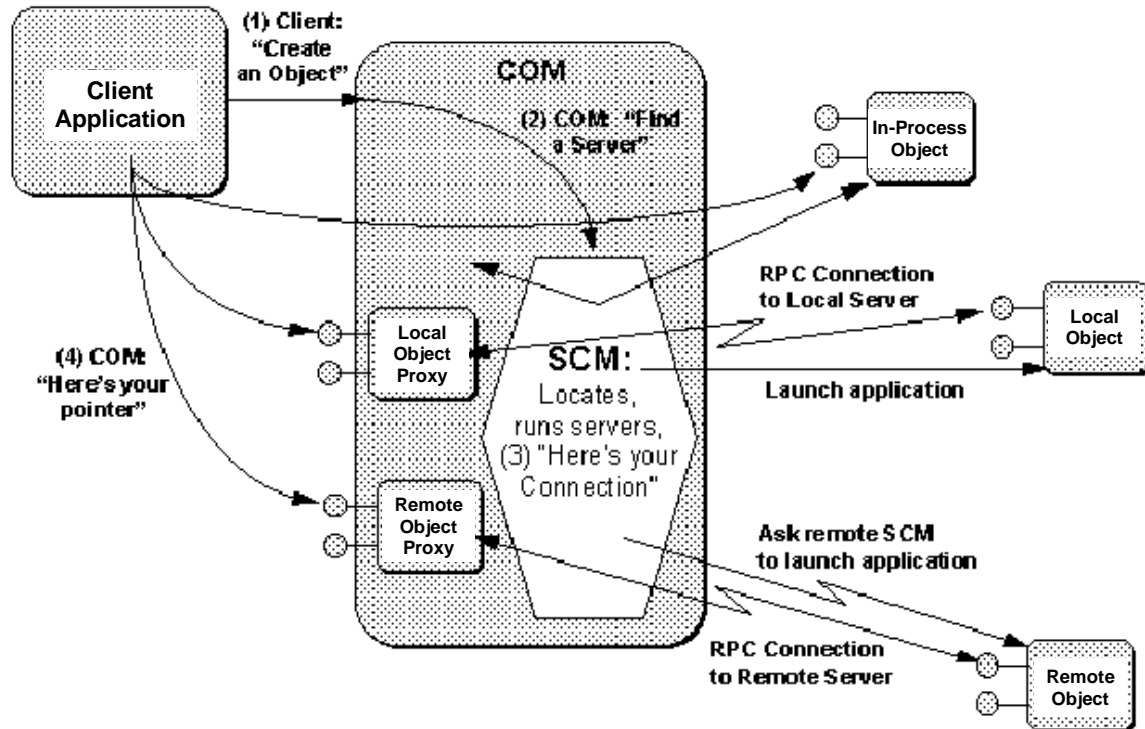 (1) Client:
“Create
an Object”
Client
Application
COM
(2) COM: “Find
a Server”
In-Process
Object
RPC Connection
to Local Server
Local
Object
Launch application
Local
Object
Proxy
SCM:
Locates,
runs servers,
(3) "Here's your
Connection"
(4) COM:
“Here’s your
pointer”
Remote
Object
Proxy
Ask remote SCM
to launch application
RPC Connection
to Remote Server
Remote
Object